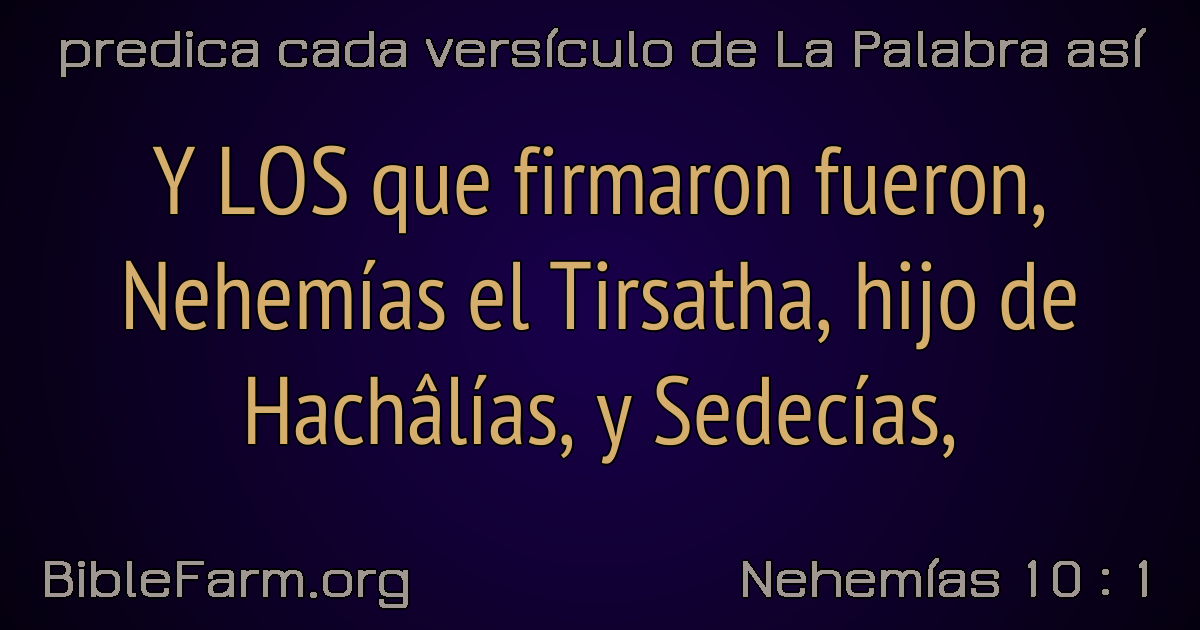 predica cada versículo de La Palabra así
Y LOS que firmaron fueron,
Nehemías el Tirsatha, hijo de
Hachâlías, y Sedecías,
BibleFarm.org
Nehemías 10 : 1